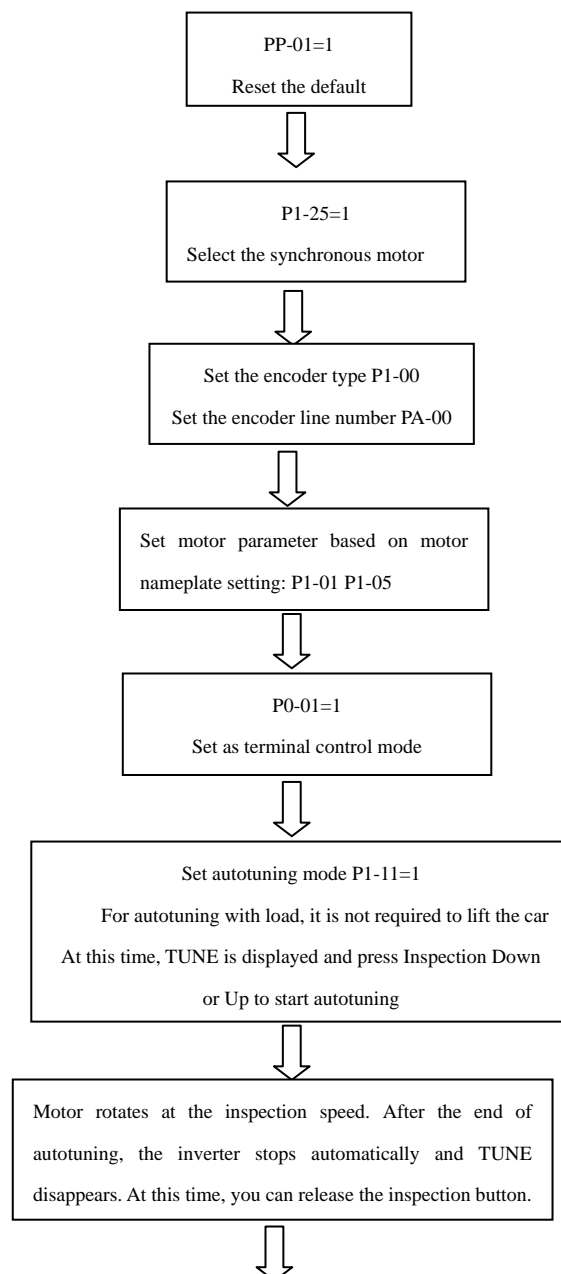 PP-01=1
Reset the default
P1-25=1
Select the synchronous motor
Set the encoder type P1-00
Set the encoder line number PA-00
Set motor parameter based on motor
nameplate setting: P1-01 P1-05
P0-01=1
Set as terminal control mode
Set autotuning mode P1-11=1
For autotuning with load, it is not required to lift the car
At this time, TUNE is displayed and press Inspection Down
or Up to start autotuning
Motor rotates at the inspection speed. After the end of
autotuning, the inverter stops automatically and TUNE
disappears. At this time, you can release the inspection button.